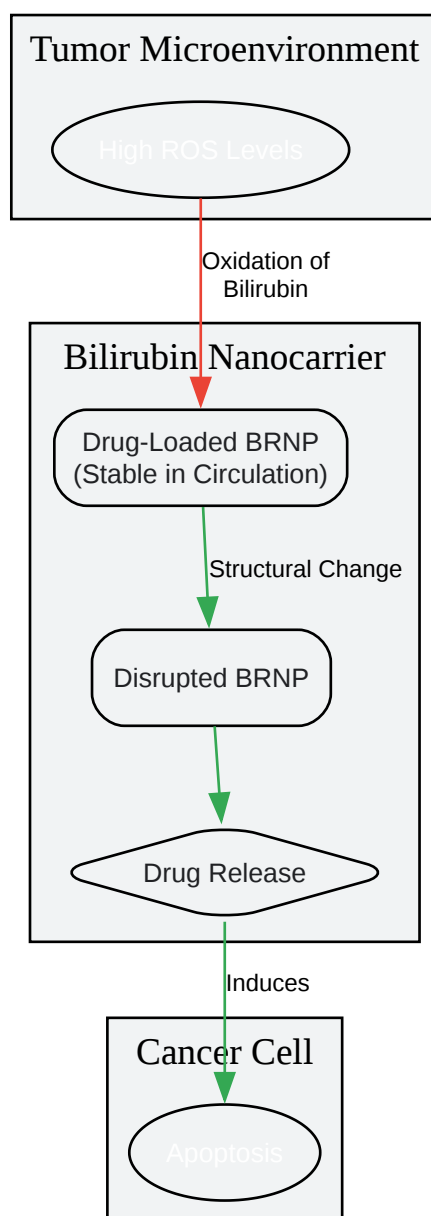 Tumor Microenvironment
High ROS Levels
Oxidation of
Bilirubin
Bilirubin Nanocarrier
Drug-Loaded BRNP
(Stable in Circulation)
Structural Change
Disrupted BRNP
Drug Release
Induces
Cancer Cell
Apoptosis